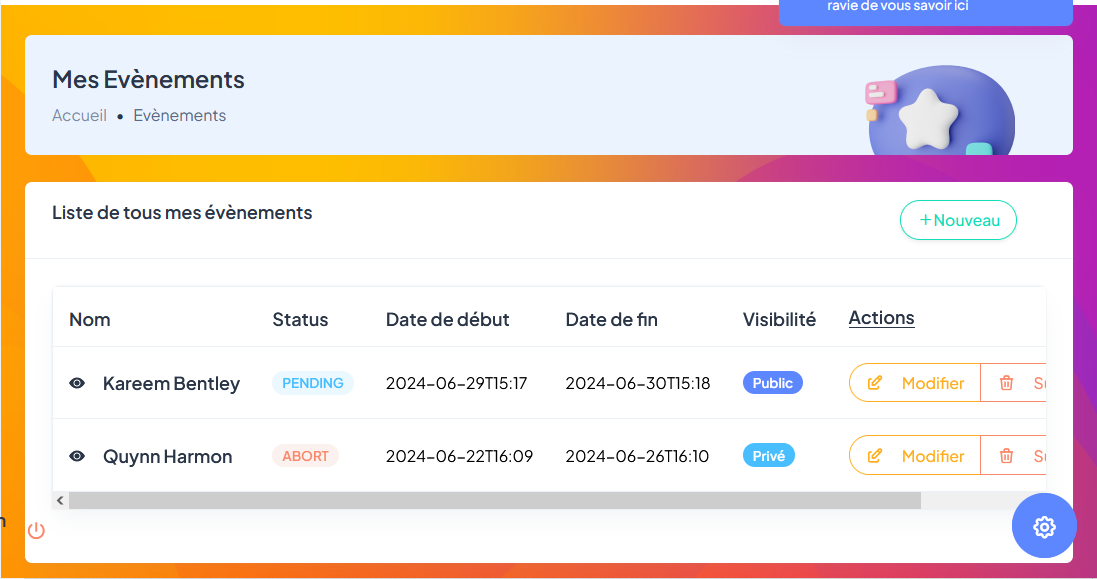 ravie de vous savoir ici
Mes Evènements
Accueil • Evènements
Liste de tous mes évènements
+Nouveau
Nom Status Date de début Date de fin Visibilité Actions
Kareem Bentley PENDING 2024-06-29T15:17 2024-06-30T15:18 Public Modifier
Quynn Harmon ABORT 2024-06-22T16:09 2024-06-26T16:10 Privé Modifier